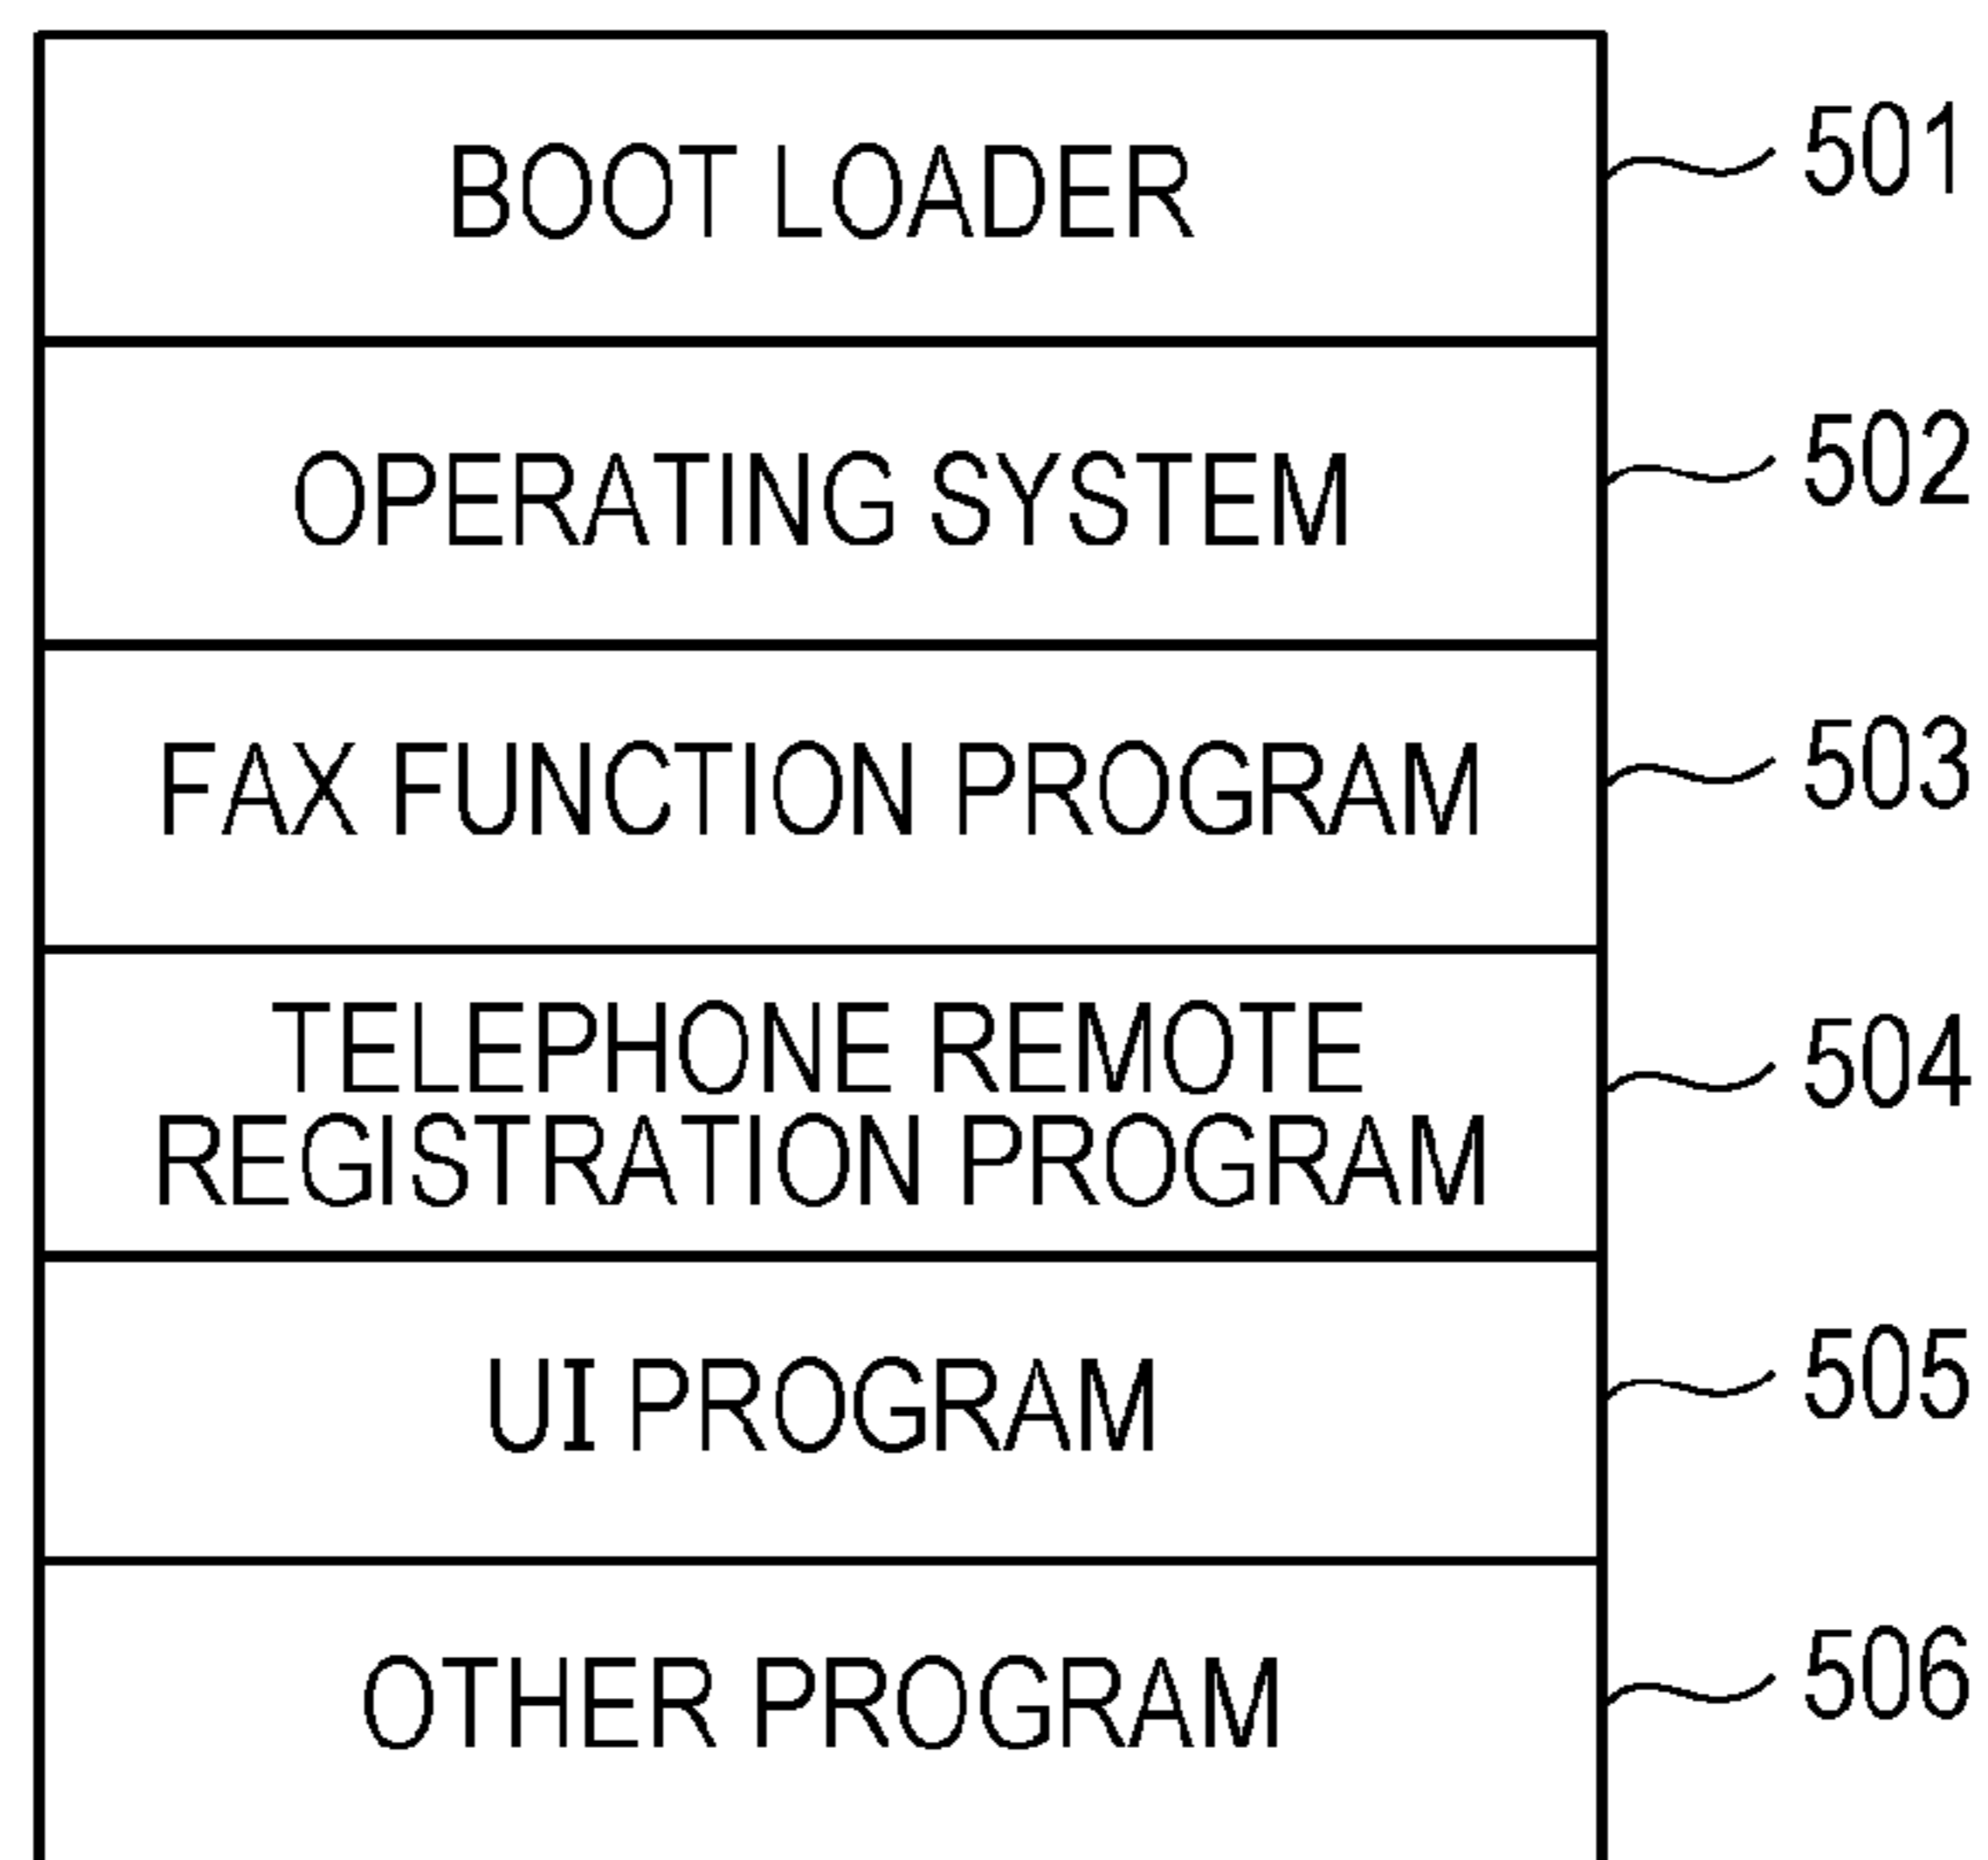 BOOT LOADER 501
OPERATING SYSTEM 502
FAX FUNCTION PROGRAM 503
TELEPHONE REMOTE
REGISTRATION PROGRAM 504
UI PROGRAM 505
OTHER PROGRAM 506